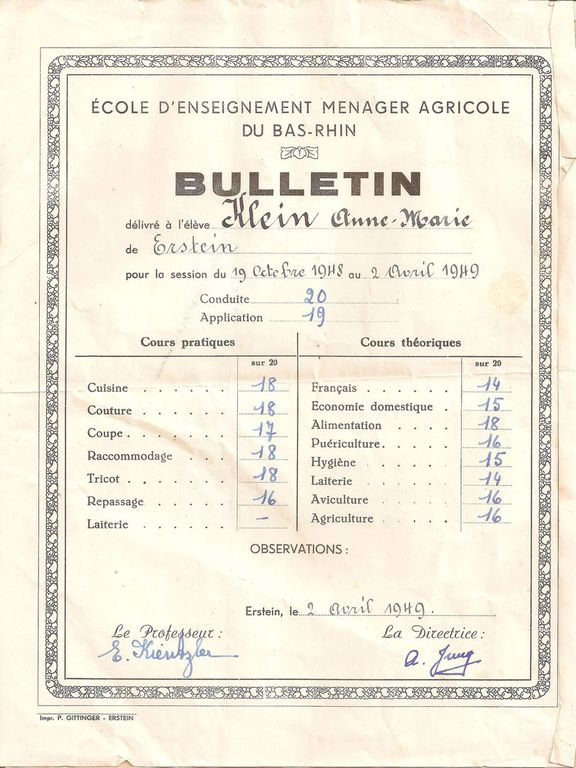 ÉCOLE D'ENSEIGNEMENT MENAGER AGRICOLE
DU BAS-RHIN
BULLETIN
délivré à l'élève Klein Anne-Marie
de Erstein
pour la session du 19 Octobre 1948 au 2 Avril 1949
Conduite 20
Application 19
Cours pratiques
sur 20
Cuisine . . . . . . . 18
Couture . . . . . . 18
Coupe . . . . . . . 17
Raccommodage . . . . 18
Tricot . . . . . . . 18
Repassage . . . . . 16
Laiterie . . . . . . –
Cours théoriques
sur 20
Français . . . . . . 14
Economie domestique . 15
Alimentation . . . . 18
Puériculture . . . . 16
Hygiène . . . . . 15
Laiterie . . . . . 14
Aviculture . . . . . 16
Agriculture . . . . . 16
OBSERVATIONS :
Erstein, le 2 Avril 1949.
Le Professeur : La Directrice :
E. Kientzler A. Jung
Impr. P. GITTINGER - ERSTEIN